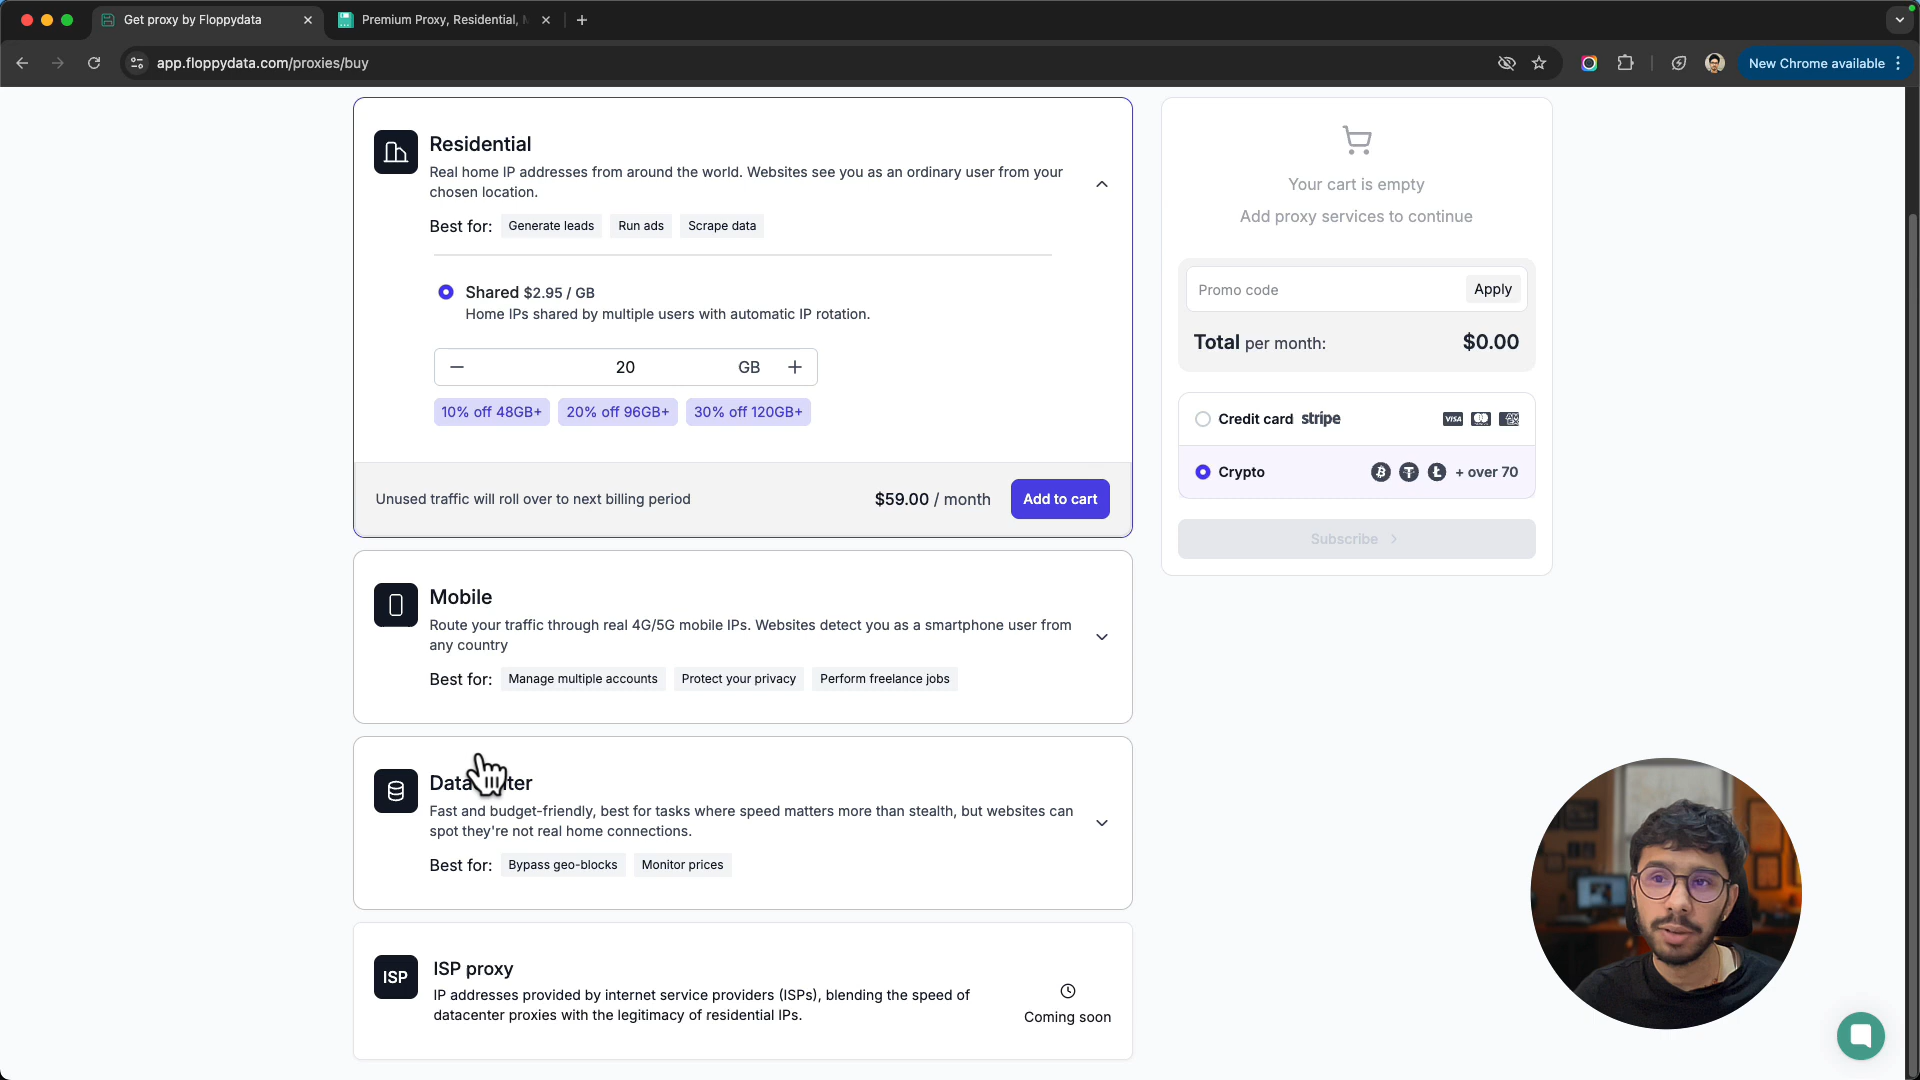 Get proxy by Floppydata
Premium Proxy, Residential,
app.floppydata.com/proxies/buy
New Chrome available
Residential
Real home IP addresses from around the world. Websites see you as an ordinary user from your
chosen location.
Best for: Generate leads Run ads Scrape data
Shared $2.95 / GB
Home IPs shared by multiple users with automatic IP rotation.
20 GB
10% off 48GB+ 20% off 96GB+ 30% off 120GB+
Unused traffic will roll over to next billing period
$59.00 / month
Add to cart
Mobile
Route your traffic through real 4G/5G mobile IPs. Websites detect you as a smartphone user from
any country
Best for: Manage multiple accounts Protect your privacy Perform freelance jobs
Fast and budget-friendly, best for tasks where speed matters more than stealth, but websites can
spot they're not real home connections.
Best for: Bypass geo-blocks Monitor prices
ISP
ISP proxy
IP addresses provided by internet service providers (ISPs), blending the speed of
datacenter proxies with the legitimacy of residential IPs.
Coming soon
Your cart is empty
Add proxy services to continue
Promo code
Apply
Total per month: $0.00
Credit card stripe VISA
Crypto + over 70
Subscribe